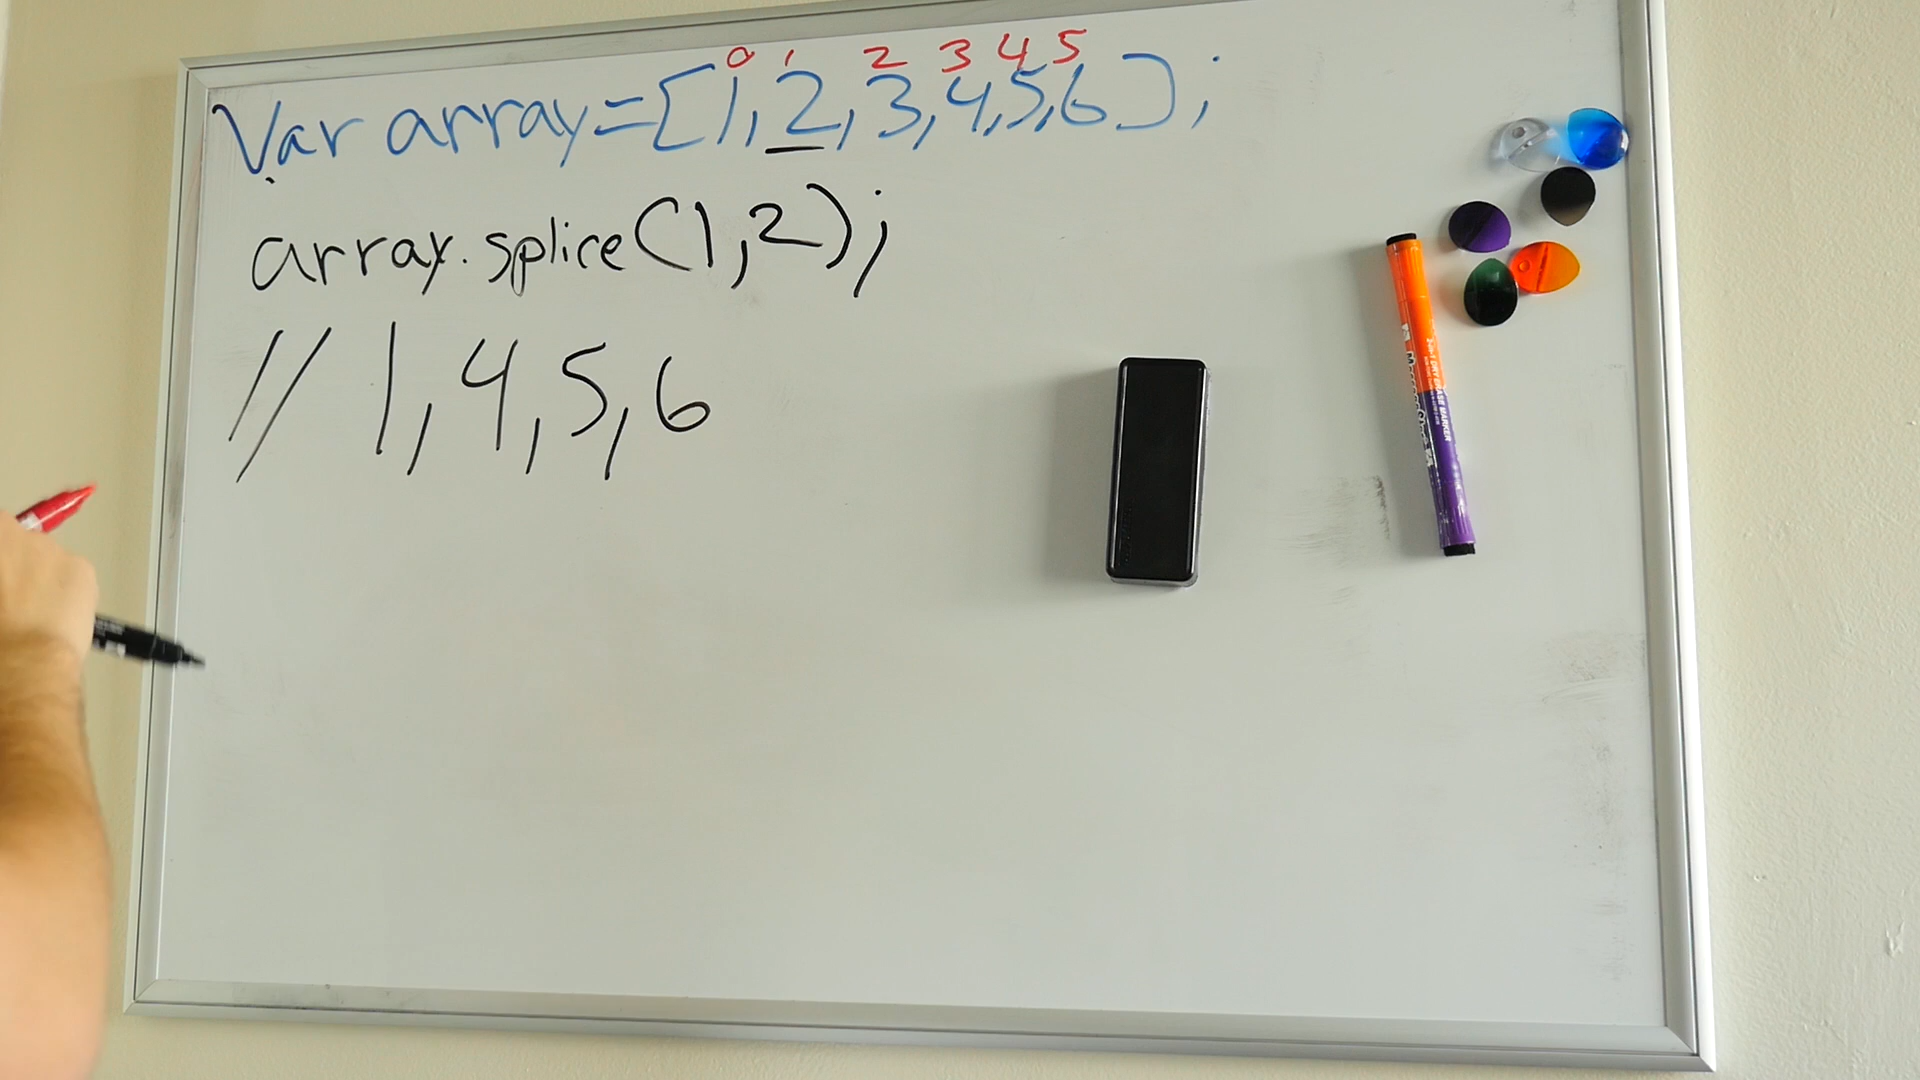 0 1 2 3 4 5
Var array=[1,2,3,4,5,6];
array.splice(1,2);
// 1,4,5,6